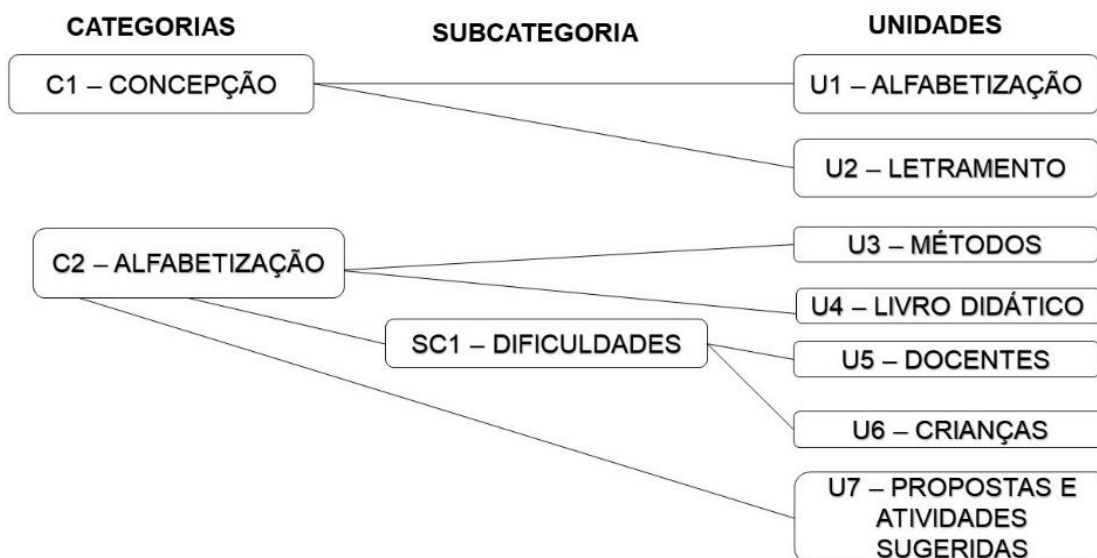 CATEGORIAS
SUBCATEGORIA
UNIDADES
C1 – CONCEPÇÃO
U1 – ALFABETIZAÇÃO
U2 – LETRAMENTO
C2 – ALFABETIZAÇÃO
U3 – MÉTODOS
U4 – LIVRO DIDÁTICO
SC1 – DIFICULDADES
U5 – DOCENTES
U6 – CRIANÇAS
U7 – PROPOSTAS E
ATIVIDADES
SUGERIDAS